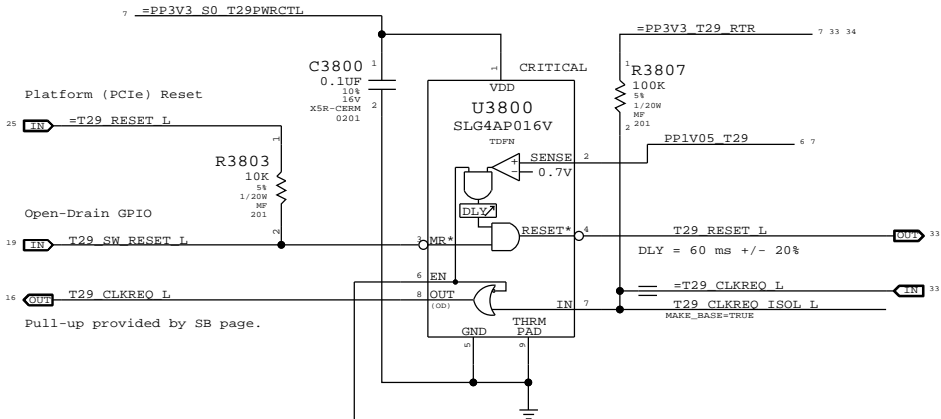 7 =PP3V3_S0_T29PWRCTL
=PP3V3_T29_RTR 7 33 34
C3800 1
0.1UF
10%
16V
X5R-CERM 2
0201
1
CRITICAL
VDD
U3800
SLG4AP016V
TDFN
1
R3807
100K
5%
1/20W
MF
201
2
Platform (PCIe) Reset
25 IN =T29_RESET_L
1
R3803
10K
5%
1/20W
MF
201
2
PP1V05_T29 6 7
+ SENSE 2
- 0.7V
DLY
Open-Drain GPIO
19 IN T29_SW_RESET_L
3 MR*
RESET* 4
T29_RESET_L OUT 33
DLY = 60 ms +/- 20%
6 EN
16 OUT T29_CLKREQ_L
8 OUT
(OD)
IN 7
=T29_CLKREQ_L IN 33
T29_CLKREQ_ISOL_L
MAKE_BASE=TRUE
Pull-up provided by SB page.
GND
THRM
PAD
5
9